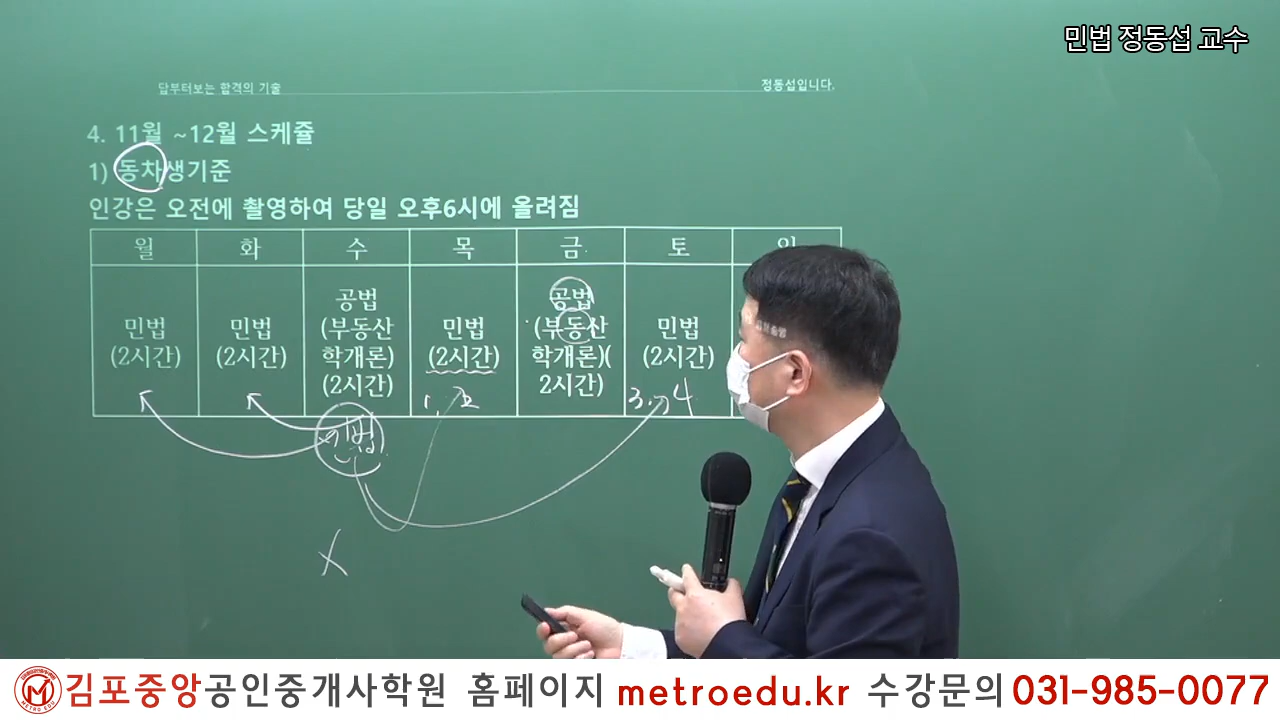 민법 정동섭 교수
답부터보는 합격의 기술
정동섭입니다.
4. 11월 ~12월 스케쥴
1) 동차생기준
인강은 오전에 촬영하여 당일 오후6시에 올려짐
월 화 수 목 금 토 일
민법
(2시간)
민법
(2시간)
공법
(부동산
학개론)
(2시간)
민법
(2시간)
공법
(부동산
학개론)(
2시간)
민법
(2시간)
1, 2
3, 4
민법
X
METRO EDU
김포중앙공인중개사학원 홈페이지 metroedu.kr 수강문의 031-985-0077